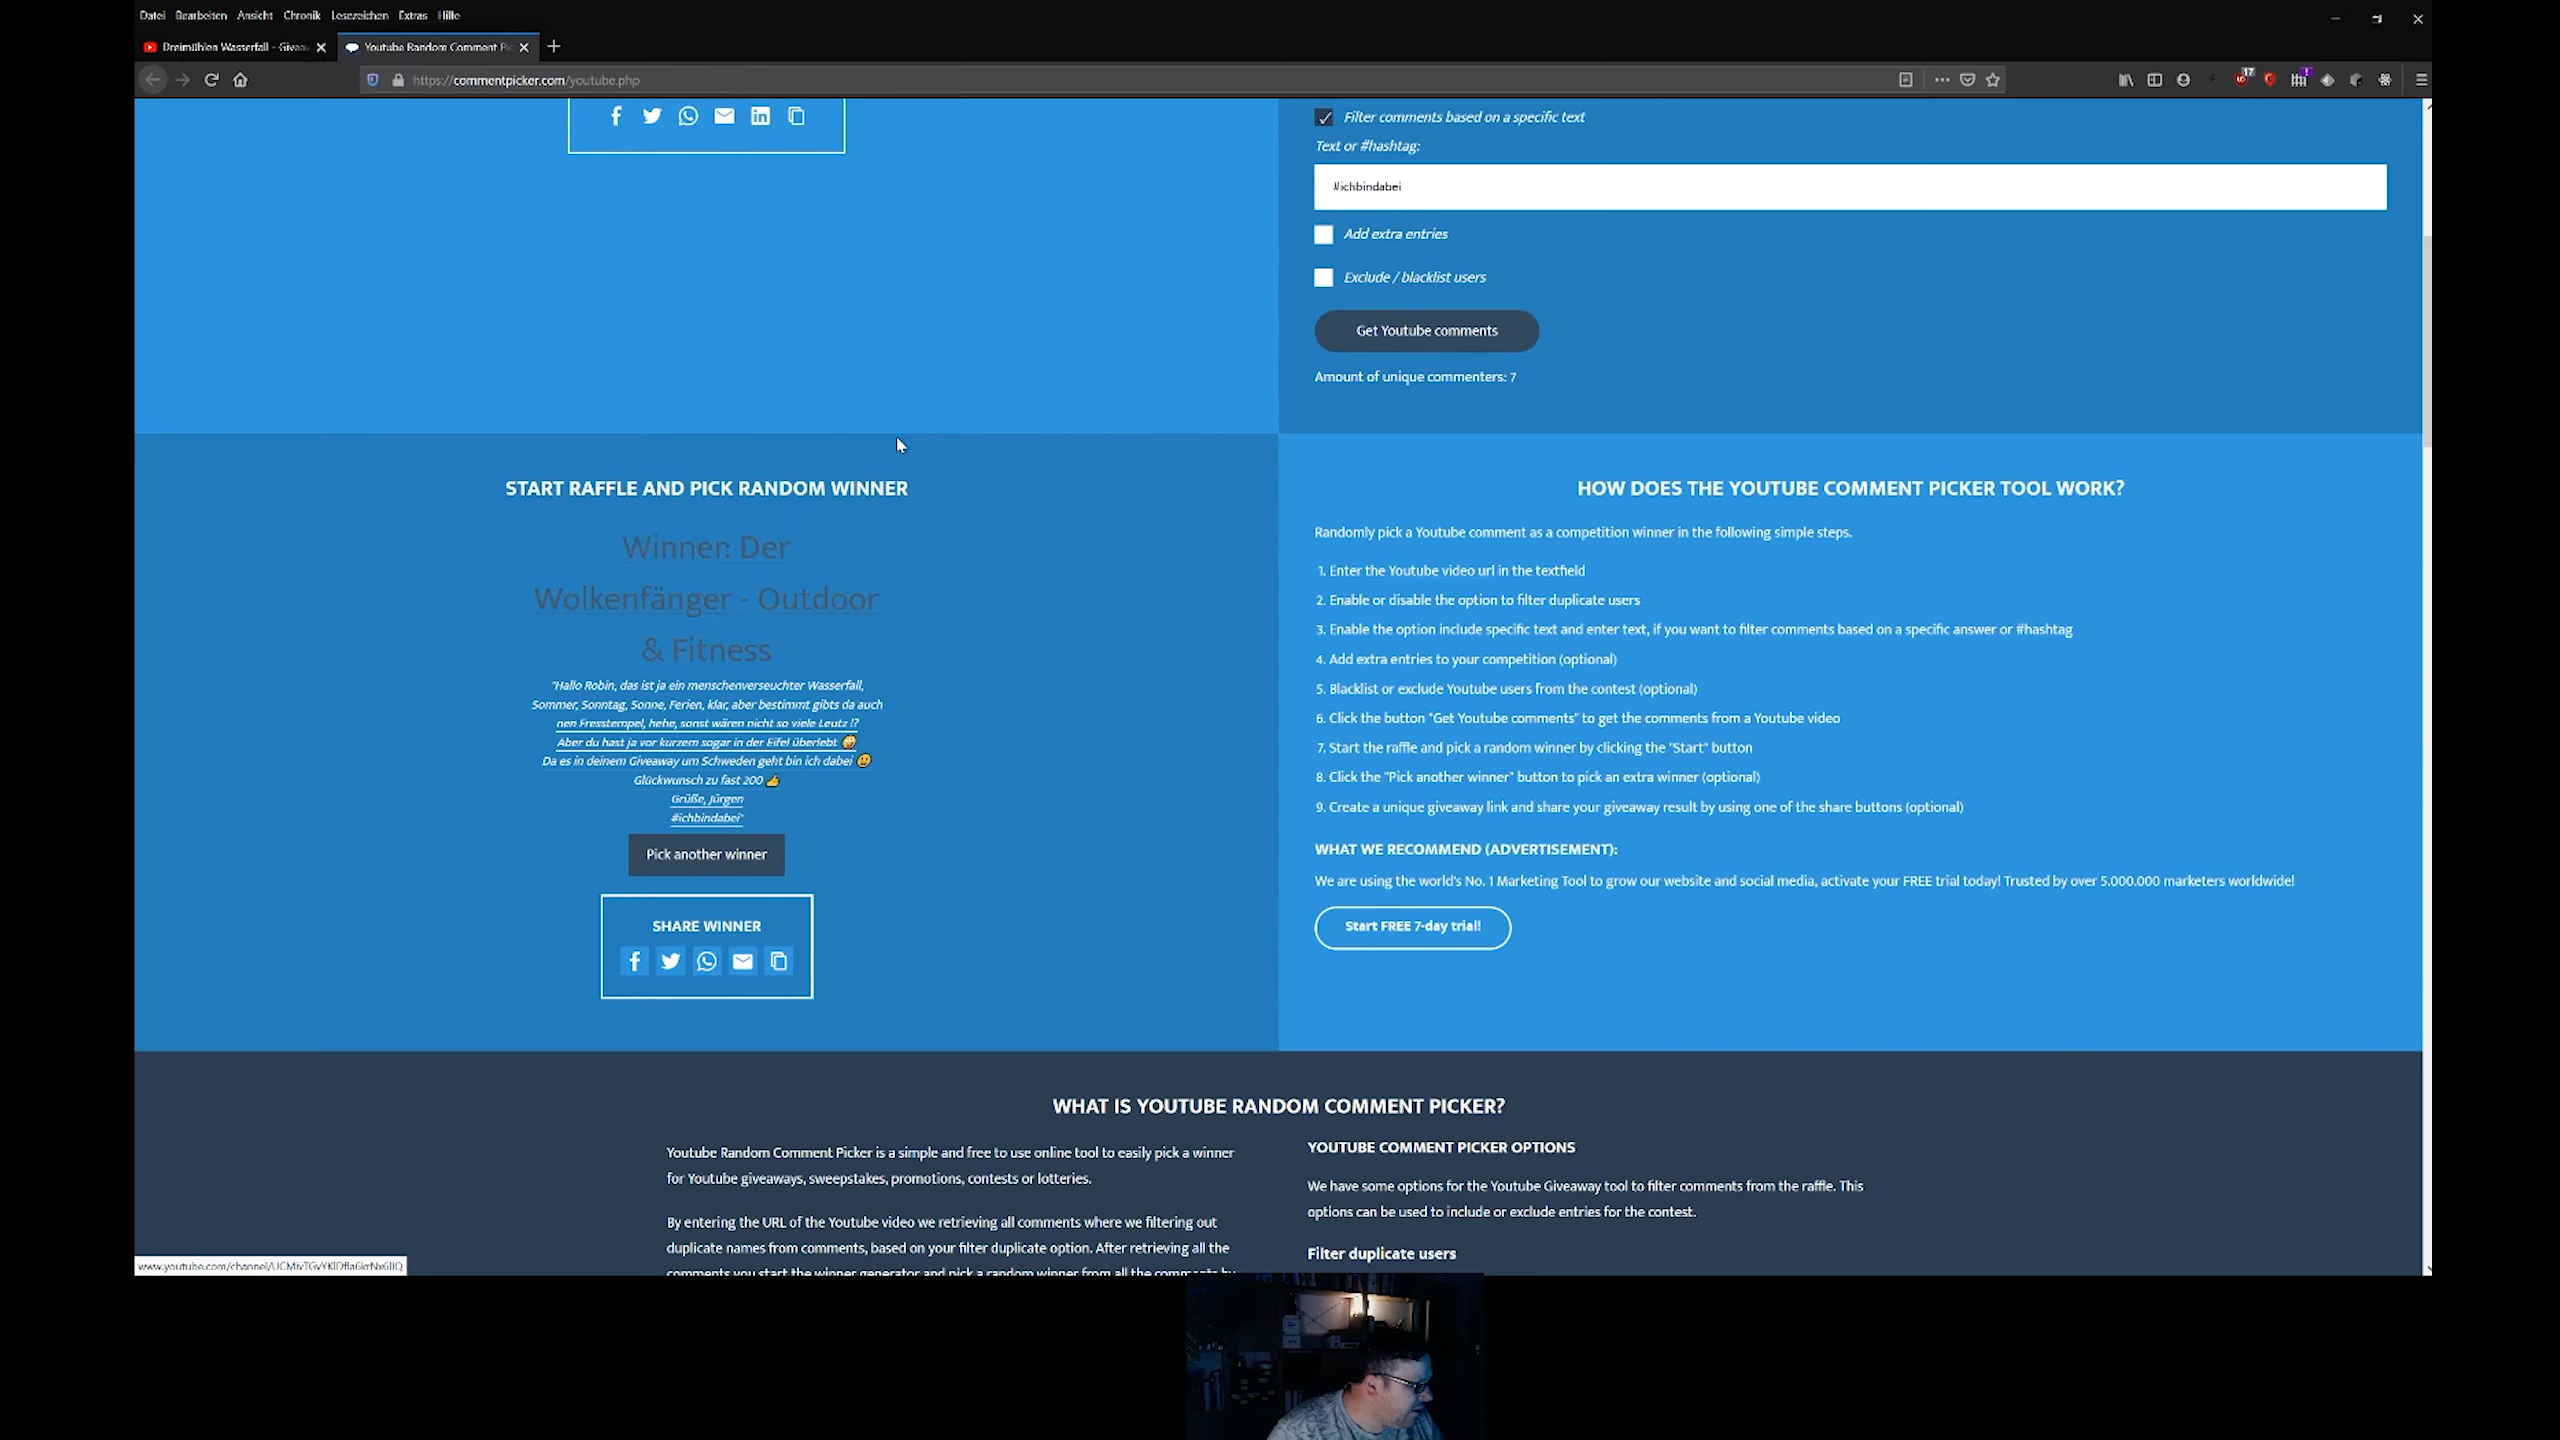 Datei Bearbeiten Ansicht Chronik Lesezeichen Extras Hilfe
Dreimühlen Wasserfall - Givea
Youtube Random Comment Pic
https://commentpicker.com/youtube.php
17
Filter comments based on a specific text
Text or #hashtag:
#ichbindabei
Add extra entries
Exclude / blacklist users
Get Youtube comments
Amount of unique commenters: 7
START RAFFLE AND PICK RANDOM WINNER
Winner: Der
Wolkenfänger - Outdoor
& Fitness
"Hallo Robin, das ist ja ein menschenverseuchter Wasserfall,
Sommer, Sonntag, Sonne, Ferien, klar, aber bestimmt gibts da auch
nen Fresstempel, hehe, sonst wären nicht so viele Leutz !?
Aber du hast ja vor kurzem sogar in der Eifel überlebt 🤪
Da es in deinem Giveaway um Schweden geht bin ich dabei 😃
Glückwunsch zu fast 200 👍
Grüße, Jürgen
#ichbindabei"
Pick another winner
SHARE WINNER
HOW DOES THE YOUTUBE COMMENT PICKER TOOL WORK?
Randomly pick a Youtube comment as a competition winner in the following simple steps.
1. Enter the Youtube video url in the textfield
2. Enable or disable the option to filter duplicate users
3. Enable the option include specific text and enter text, if you want to filter comments based on a specific answer or #hashtag
4. Add extra entries to your competition (optional)
5. Blacklist or exclude Youtube users from the contest (optional)
6. Click the button "Get Youtube comments" to get the comments from a Youtube video
7. Start the raffle and pick a random winner by clicking the "Start" button
8. Click the "Pick another winner" button to pick an extra winner (optional)
9. Create a unique giveaway link and share your giveaway result by using one of the share buttons (optional)
WHAT WE RECOMMEND (ADVERTISEMENT):
We are using the world's No. 1 Marketing Tool to grow our website and social media, activate your FREE trial today! Trusted by over 5.000.000 marketers worldwide!
Start FREE 7-day trial!
WHAT IS YOUTUBE RANDOM COMMENT PICKER?
Youtube Random Comment Picker is a simple and free to use online tool to easily pick a winner
for Youtube giveaways, sweepstakes, promotions, contests or lotteries.
By entering the URL of the Youtube video we retrieving all comments where we filtering out
duplicate names from comments, based on your filter duplicate option. After retrieving all the
comments you start the winner generator and pick a random winner from all the comments by
YOUTUBE COMMENT PICKER OPTIONS
We have some options for the Youtube Giveaway tool to filter comments from the raffle. This
options can be used to include or exclude entries for the contest.
Filter duplicate users